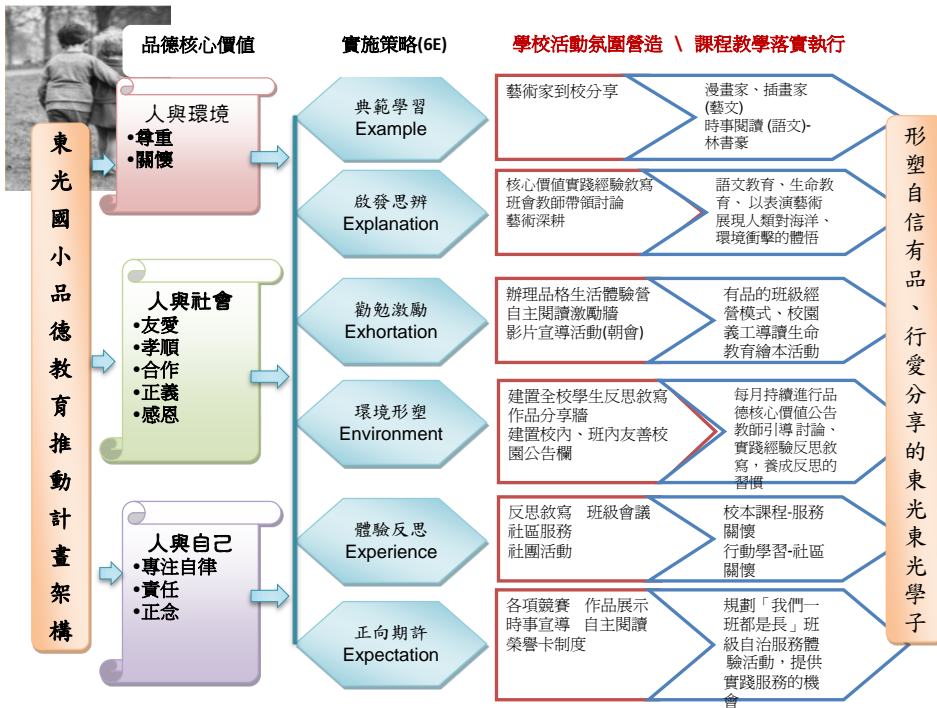 品德核心價值
實施策略(6E)
學校活動氛圍營造 \ 課程教學落實執行
東光國小品德教育推動計畫架構
人與環境
•尊重
•關懷
人與社會
•友愛
•孝順
•合作
•正義
•感恩
人與自己
•專注自律
•責任
•正念
典範學習
Example
藝術家到校分享
漫畫家、插畫家
(藝文)
時事閱讀 (語文)-
林書豪
啟發思辨
Explanation
核心價值實踐經驗敘寫
班會教師帶領討論
藝術深耕
語文教育、生命教
育、以表演藝術
展現人類對海洋、
環境衝擊的體悟
勸勉激勵
Exhortation
辦理品格生活體驗營
自主閱讀激勵牆
影片宣導活動(朝會)
有品的班級經
營模式、校園
義工導讀生命
教育繪本活動
環境形塑
Environment
建置全校學生反思敘寫
作品分享牆
建置校內、班內友善校
園公告欄
每月持續進行品
德核心價值公告
教師引導討論、
實踐經驗反思敘
寫，養成反思的
習慣
體驗反思
Experience
反思敘寫 班級會議
社區服務
社團活動
校本課程-服務
關懷
行動學習-社區
關懷
正向期許
Expectation
各項競賽 作品展示
時事宣導 自主閱讀
榮譽卡制度
規劃「我們一
班都是長」班
級自治服務體
驗活動，提供
實踐服務的機
會
形塑自信有品、行愛分享的東光東光學子